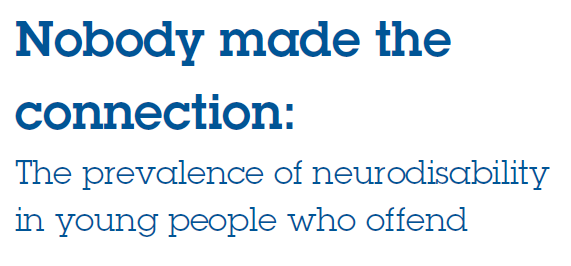 Nobody made the
connection:
The prevalence of neurodisability
in young people who offend